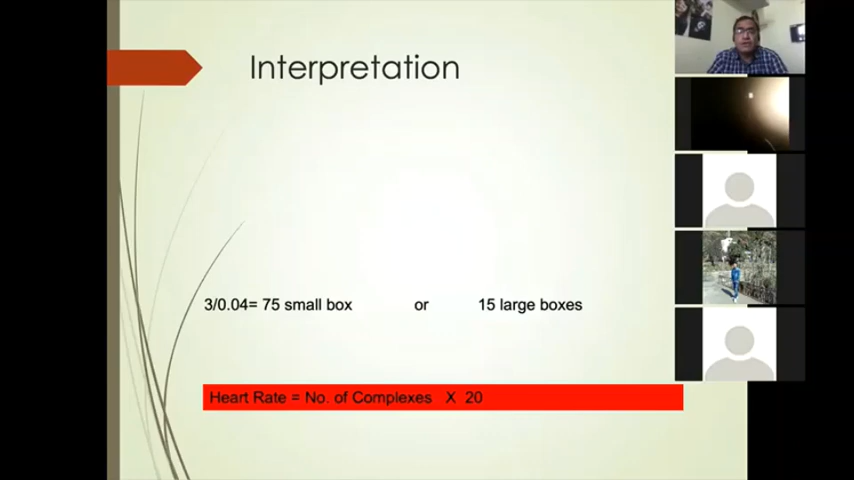 Interpretation
3/0.04= 75 small box or 15 large boxes
Heart Rate = No. of Complexes X 20